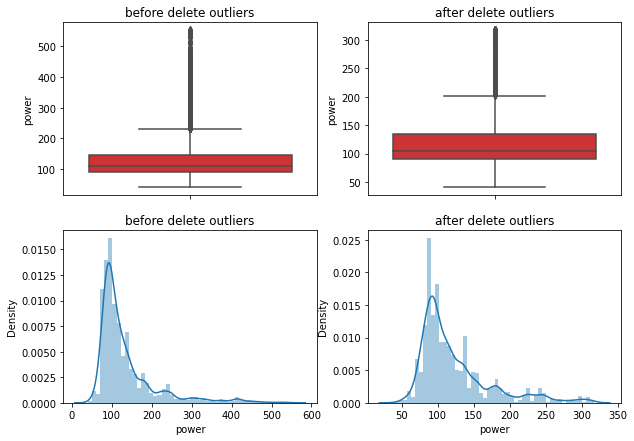 before delete outliers
after delete outliers
500
400
300
200
100
power
300
250
200
150
100
50
power
before delete outliers
after delete outliers
0.0150
0.0125
0.0100
0.0075
0.0050
0.0025
0.0000
Density
0 100 200 300 400 500 600
power
0.025
0.020
0.015
0.010
0.005
0.000
Density
50 100 150 200 250 300 350
power